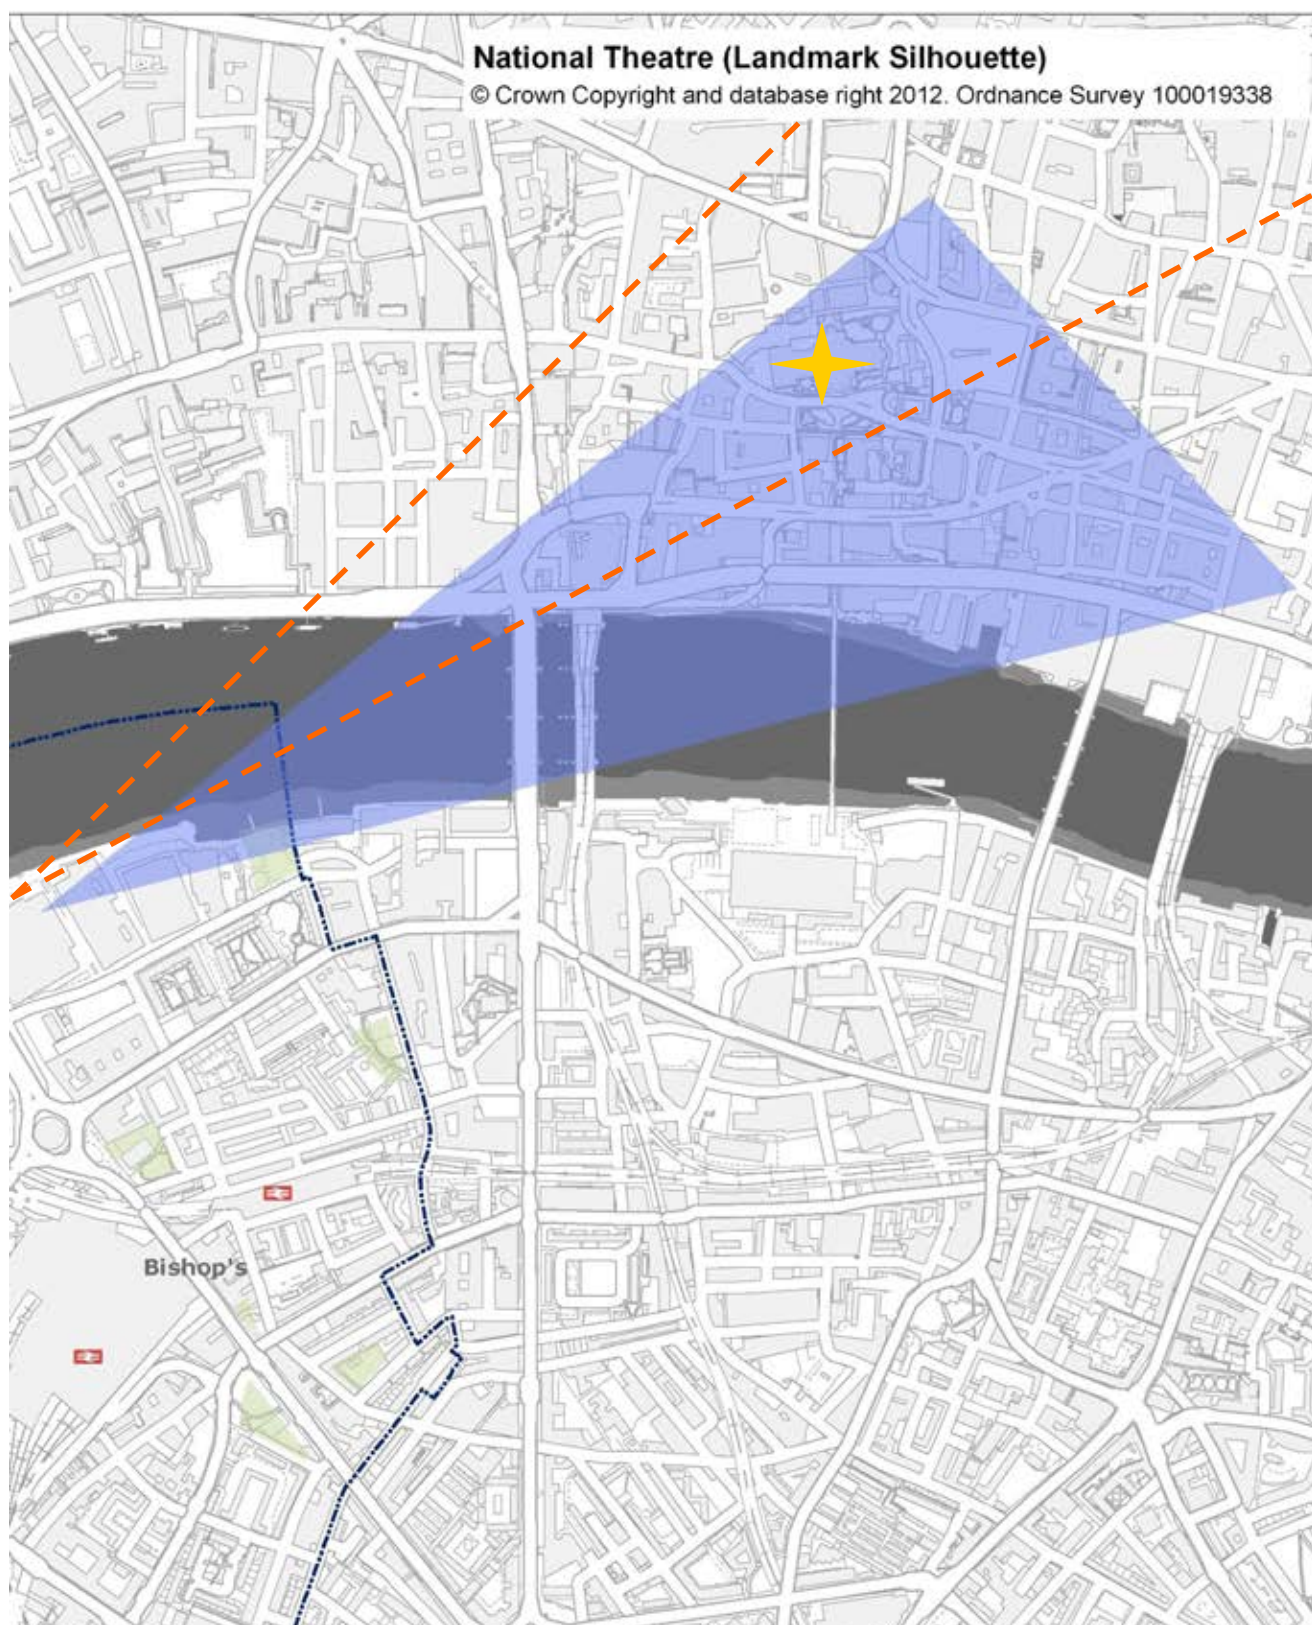 National Theatre (Landmark Silhouette)
© Crown Copyright and database right 2012. Ordnance Survey 100019338
Bishop's